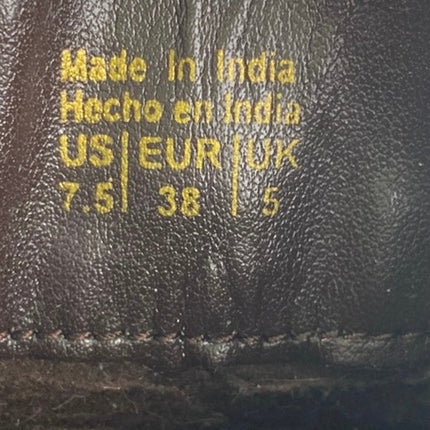 Made In India
Hecho en India
US | EUR | UK
7.5 | 38 | 5